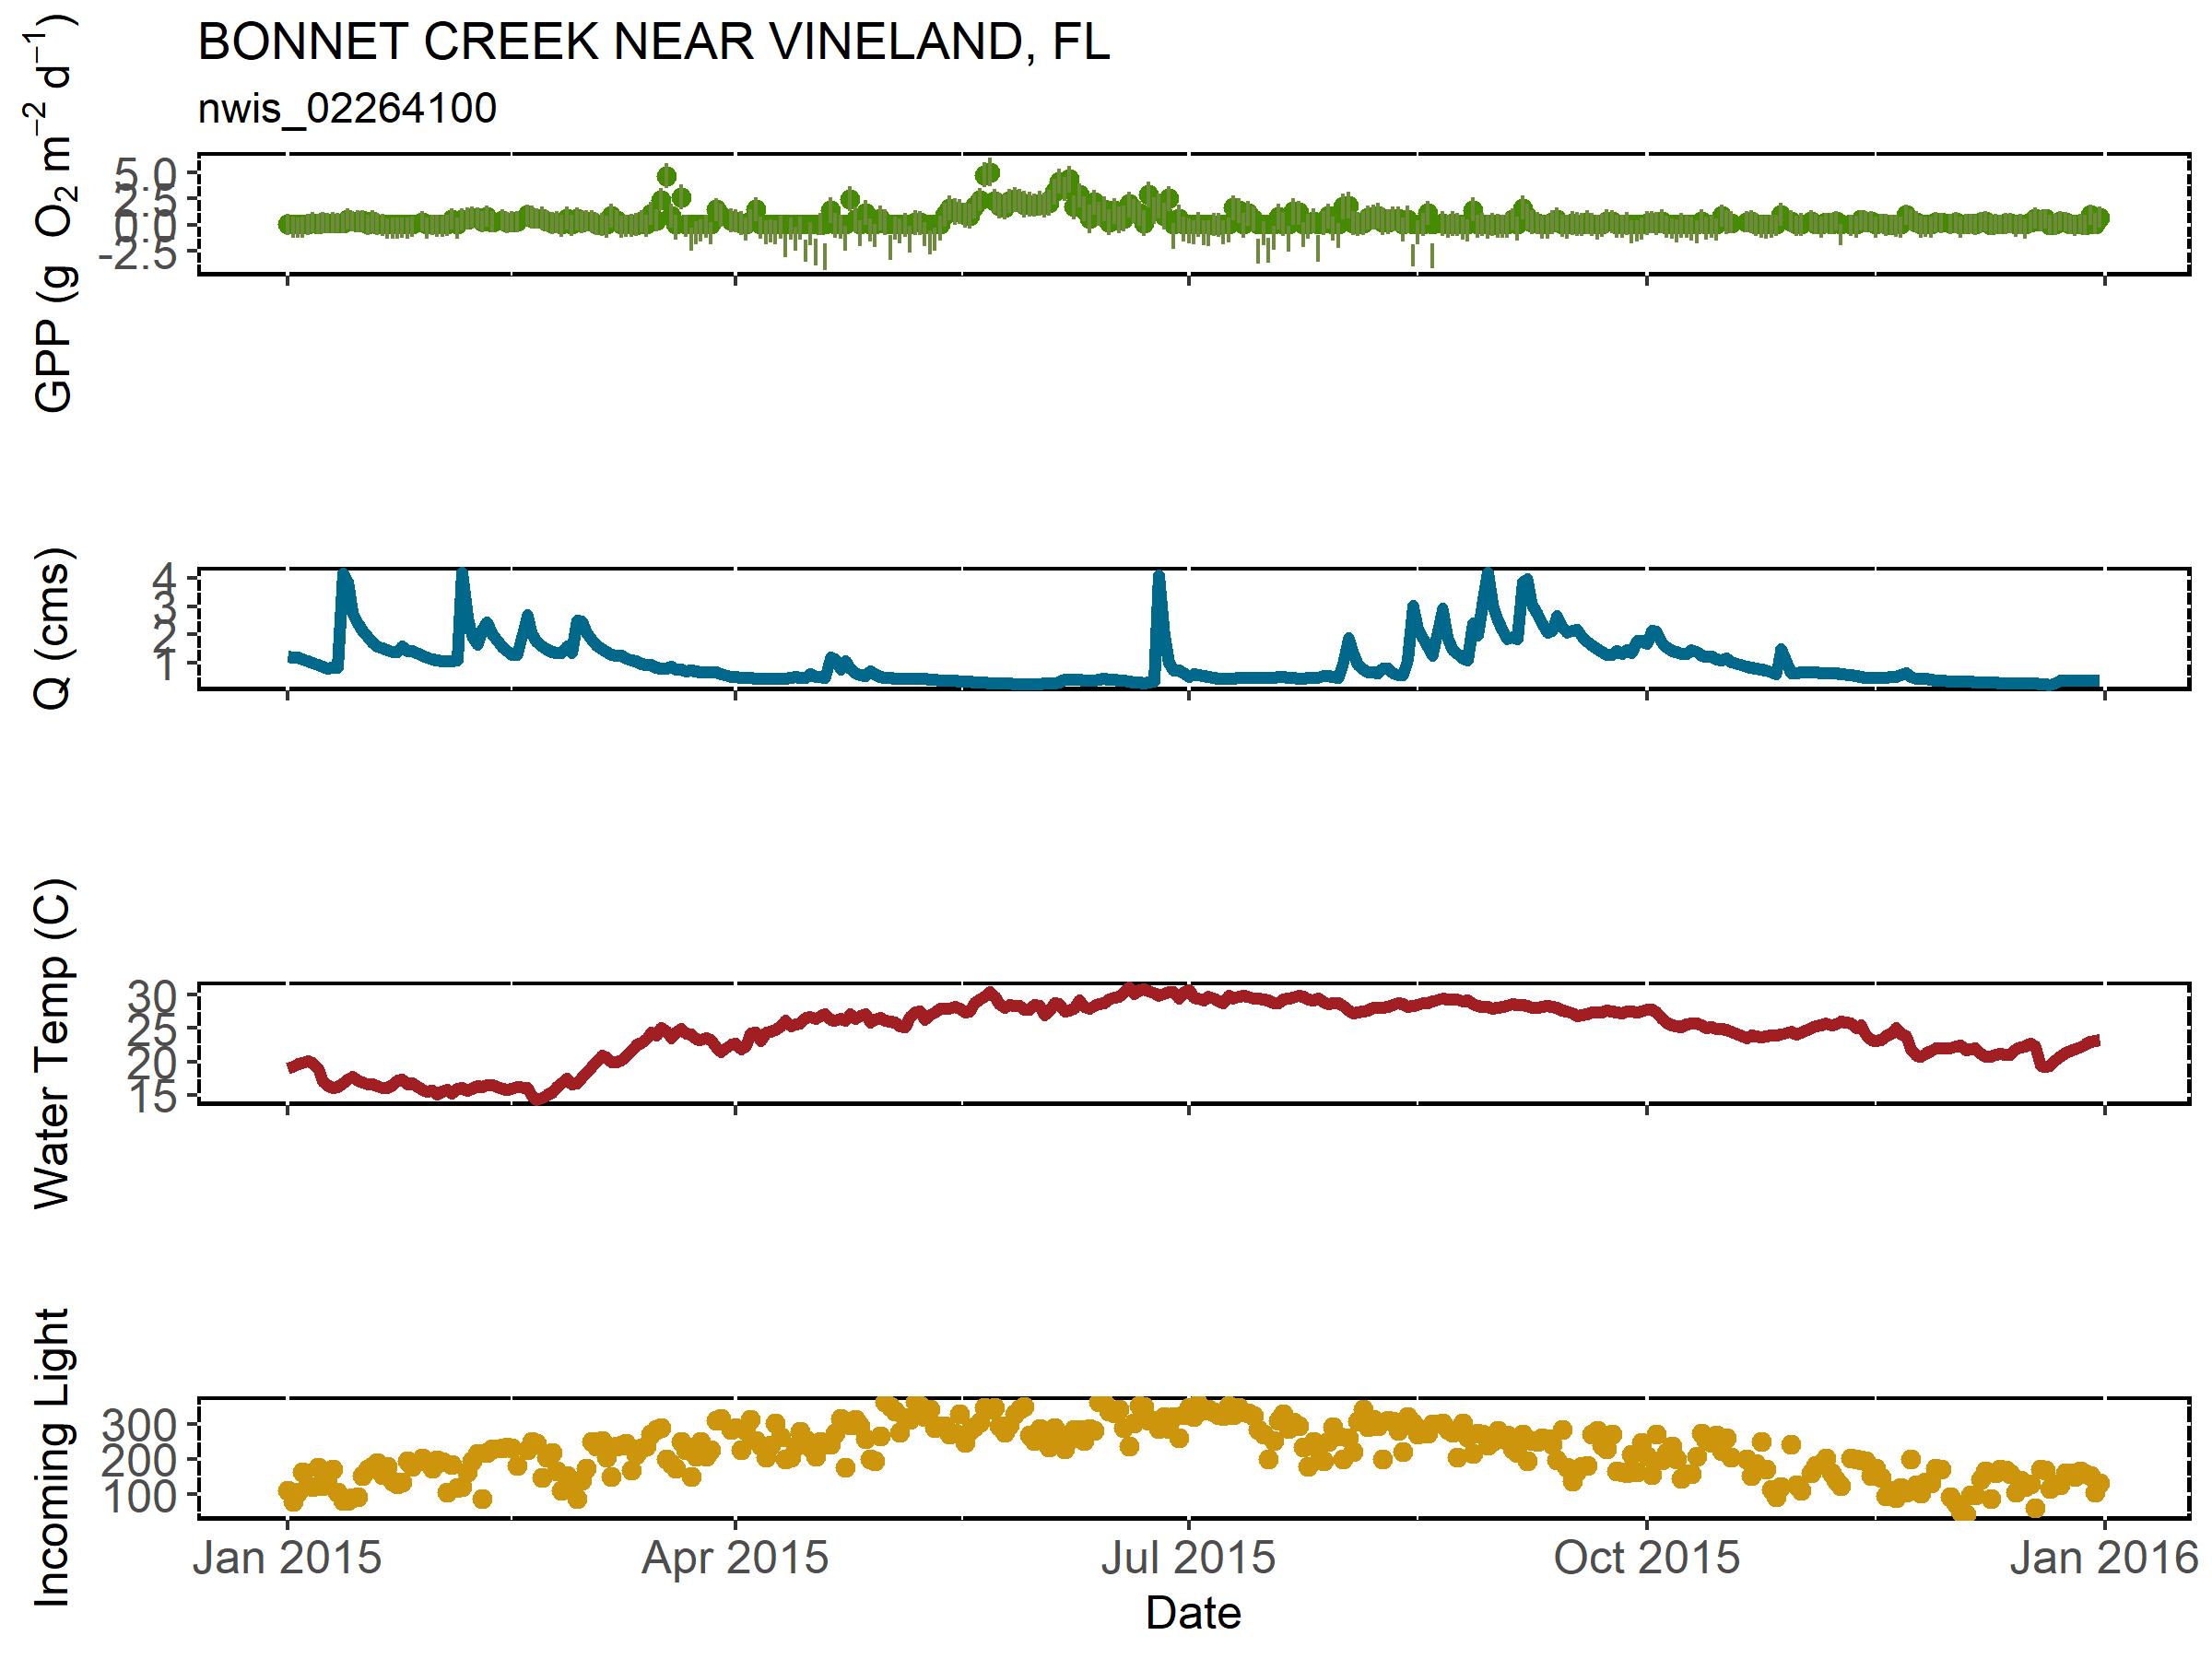 BONNET CREEK NEAR VINELAND, FL
nwis_02264100
GPP (g O₂ m⁻² d⁻¹)
5.0
2.5
0.0
-2.5
Q (cms)
4
3
2
1
Water Temp (C)
30
25
20
15
Incoming Light
300
200
100
Jan 2015 Apr 2015 Jul 2015 Oct 2015 Jan 2016
Date